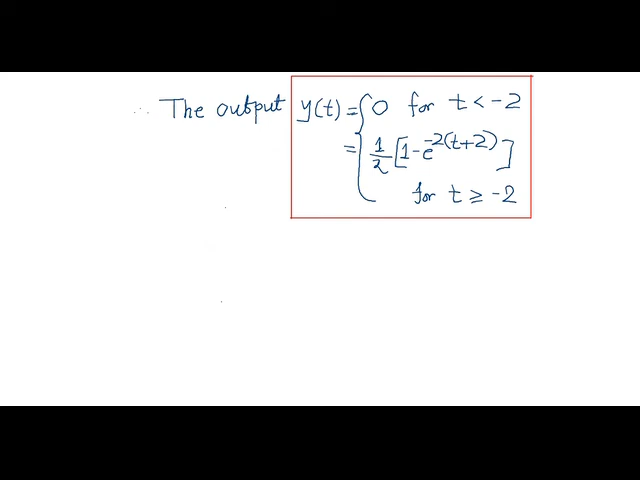 ∴ The output y(t) = { 0 for t < -2
= { 1/2 [1 - e^{-2(t+2)}]
for t ≥ -2